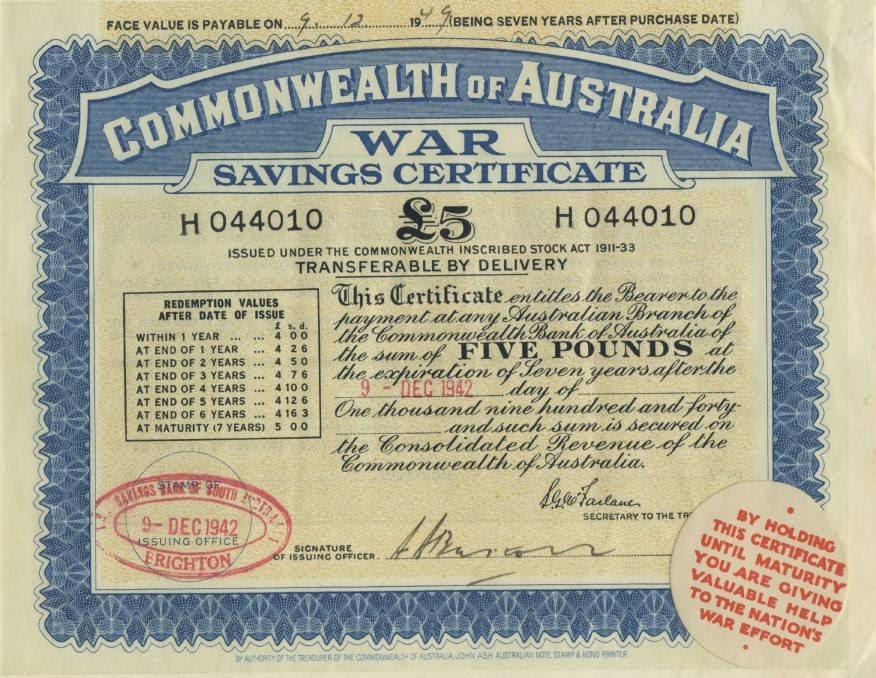 FACE VALUE IS PAYABLE ON 9. 12. 1949 (BEING SEVEN YEARS AFTER PURCHASE DATE)
COMMONWEALTH OF AUSTRALIA
WAR
SAVINGS CERTIFICATE
H 044010 £5 H 044010
ISSUED UNDER THE COMMONWEALTH INSCRIBED STOCK ACT 1911-33
TRANSFERABLE BY DELIVERY
REDEMPTION VALUES
AFTER DATE OF ISSUE
£ s. d.
WITHIN 1 YEAR ... ... 4 0 0
AT END OF 1 YEAR ... 4 2 6
AT END OF 2 YEARS ... 4 5 0
AT END OF 3 YEARS ... 4 7 6
AT END OF 4 YEARS ... 4 10 0
AT END OF 5 YEARS ... 4 12 6
AT END OF 6 YEARS ... 4 16 3
AT MATURITY (7 YEARS) 5 0 0
This Certificate entitles the Bearer to the
payment at any Australian Branch of
the Commonwealth Bank of Australia of
the sum of FIVE POUNDS at
the expiration of Seven years after the
9 - DEC 1942 day of
One thousand nine hundred and forty-
and such sum is secured on
the Consolidated Revenue of the
Commonwealth of Australia.
STAMP OF
SAVINGS BANK OF SOUTH
9 - DEC 1942
ISSUING OFFICE
BRIGHTON
SECRETARY TO THE
SIGNATURE
OF ISSUING OFFICER.
BY HOLDING
THIS CERTIFICATE
UNTIL MATURITY
YOU ARE GIVING
VALUABLE HELP
TO THE NATION'S
WAR EFFORT
BY AUTHORITY OF THE TREASURER OF THE COMMONWEALTH OF AUSTRALIA, JOHN ASH AUSTRALIAN NOTE, STAMP & BOND PRINTER